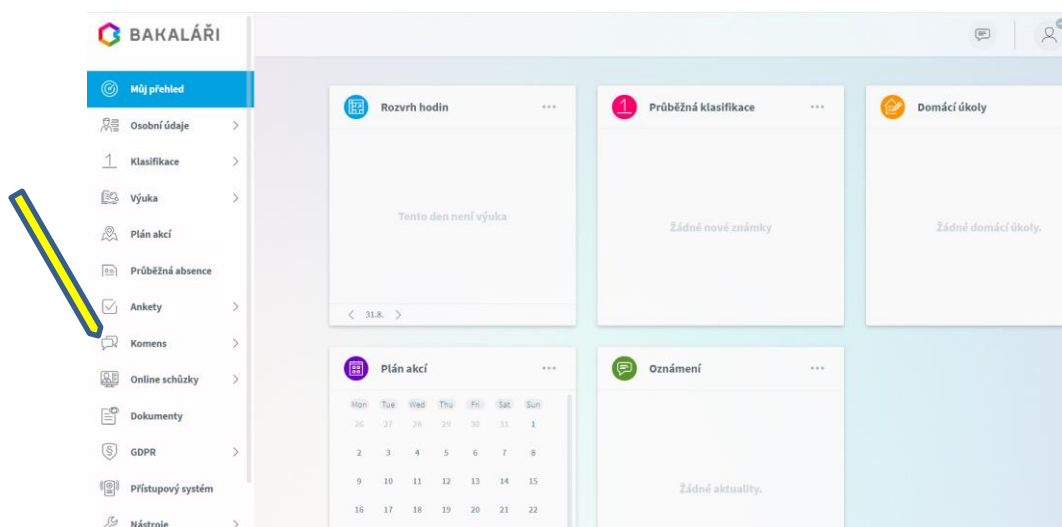 BAKALÁŘI
Můj přehled
Osobní údaje
Klasifikace
Výuka
Plán akcí
Průběžná absence
Ankety
Komens
Online schůzky
Dokumenty
GDPR
Přístupový systém
Nástroje
Rozvrh hodin
Tento den není výuka
31.8.
Průběžná klasifikace
Žádné nové známky
Domácí úkoly
Žádné domácí úkoly.
Plán akcí
Mon Tue Wed Thu Fri Sat Sun
26 27 28 29 30 31 1
2 3 4 5 6 7 8
9 10 11 12 13 14 15
16 17 18 19 20 21 22
Oznámení
Žádné aktuality.